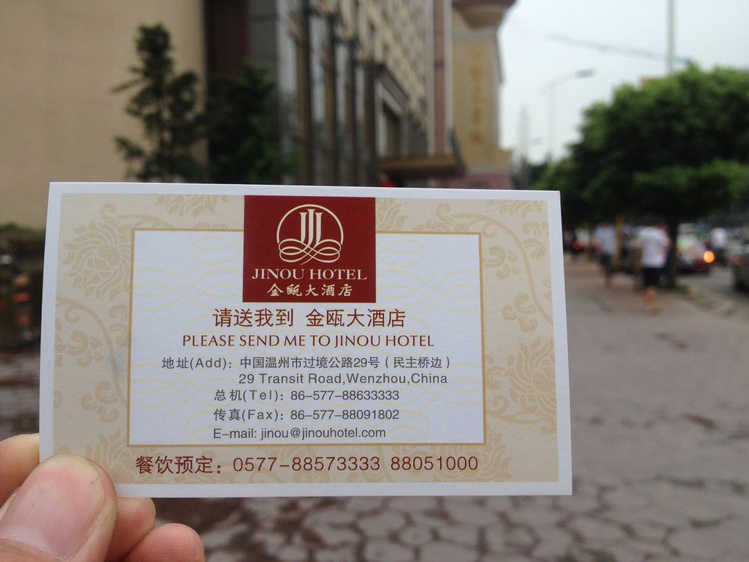 JINOU HOTEL
金瓯大酒店
请送我到 金瓯大酒店
PLEASE SEND ME TO JINOU HOTEL
地址(Add): 中国温州市过境公路29号(民主桥边)
29 Transit Road,Wenzhou,China
总机(Tel): 86-577-88633333
传真(Fax): 86-577-88091802
E-mail: jinou@jinouhotel.com
餐饮预定: 0577-88573333 88051000